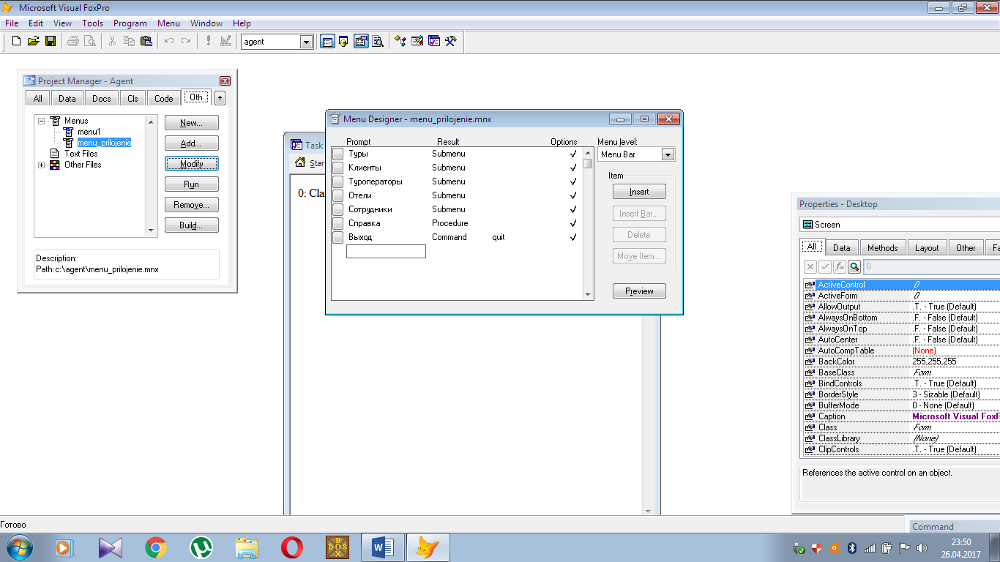 Microsoft Visual FoxPro
File Edit View Tools Program Menu Window Help
agent
Project Manager - Agent
All Data Docs Cls Code Oth
Menus
menu1
menu_prilojenie
Text Files
Other Files
New...
Add...
Modify
Run
Remove...
Build...
Description:
Path: c:\agent\menu_prilojenie.mnx
Task
Star
0: Cla
Menu Designer - menu_prilojenie.mnx
Prompt Result Options
Туры Submenu
Клиенты Submenu
Туроператоры Submenu
Отели Submenu
Сотрудники Submenu
Справка Procedure
Выход Command quit
Menu level:
Menu Bar
Item
Insert
Insert Bar...
Delete
Move Item...
Preview
Properties - Desktop
Screen
All Data Methods Layout Other Fa
0
ActiveControl 0
ActiveForm 0
AllowOutput .T. - True (Default)
AlwaysOnBottom .F. - False (Default)
AlwaysOnTop .F. - False (Default)
AutoCenter .F. - False (Default)
AutoCompTable (None)
BackColor 255,255,255
BaseClass Form
BindControls .T. - True (Default)
BorderStyle 3 - Sizable (Default)
BufferMode 0 - None (Default)
Caption Microsoft Visual FoxP
Class Form
ClassLibrary (None)
ClipControls .T. - True (Default)
References the active control on an object.
Готово
Command
DOS
BOX
23:50
26.04.2017